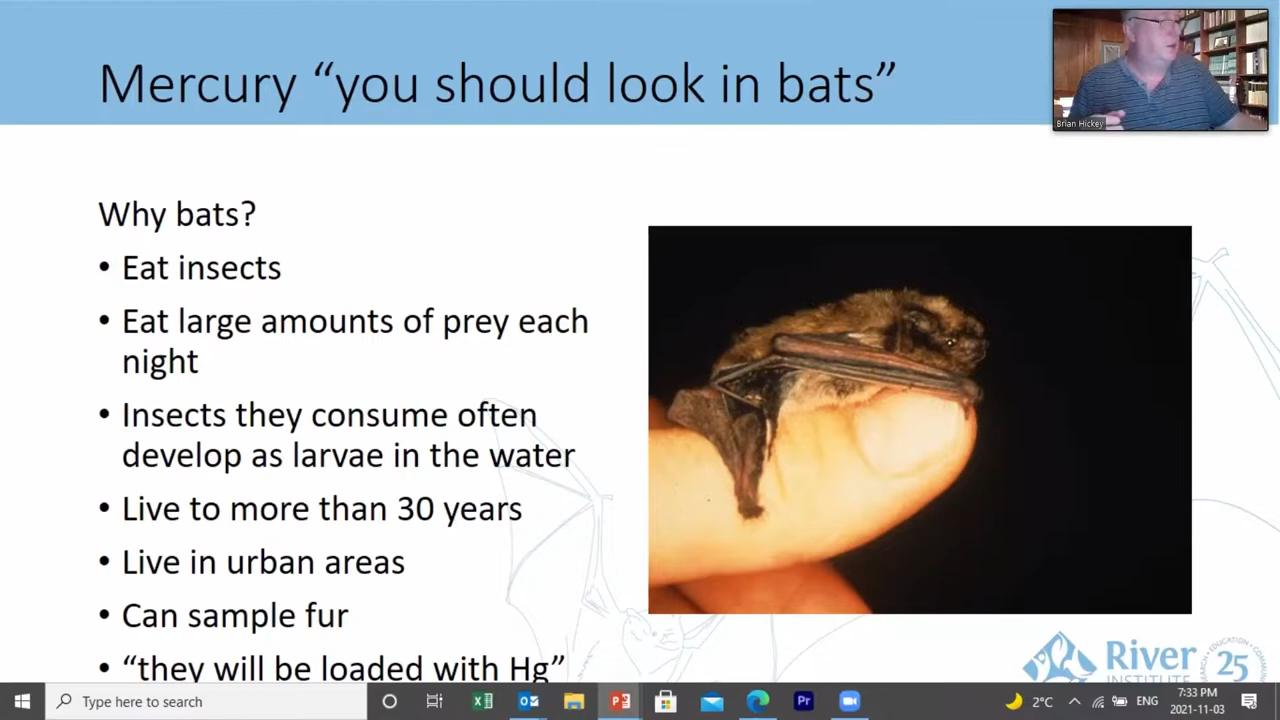 Mercury “you should look in bats”
Brian Hickey
Why bats?
• Eat insects
• Eat large amounts of prey each
night
• Insects they consume often
develop as larvae in the water
• Live to more than 30 years
• Live in urban areas
• Can sample fur
• “they will be loaded with Hg”
River
INSTITUTE
25
Type here to search
2°C
ENG
7:33 PM
2021-11-03